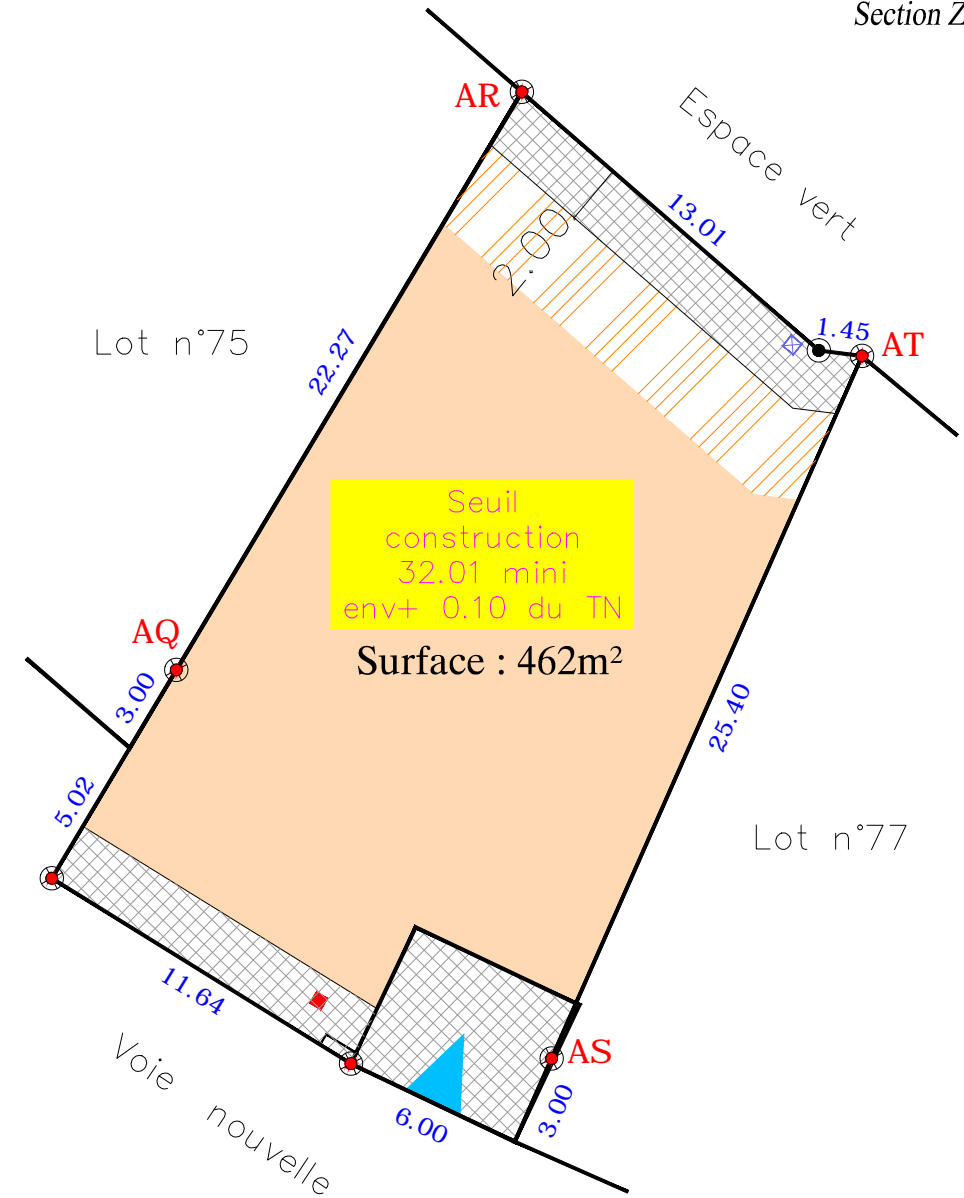 Section Z
AR
Espace vert
13.01
2.00
1.45
AT
Lot n°75
22.27
Seuil
construction
32.01 mini
env+ 0.10 du TN
AQ
Surface : 462m²
3.00
25.40
5.02
Lot n°77
11.64
AS
Voie nouvelle
6.00
3.00